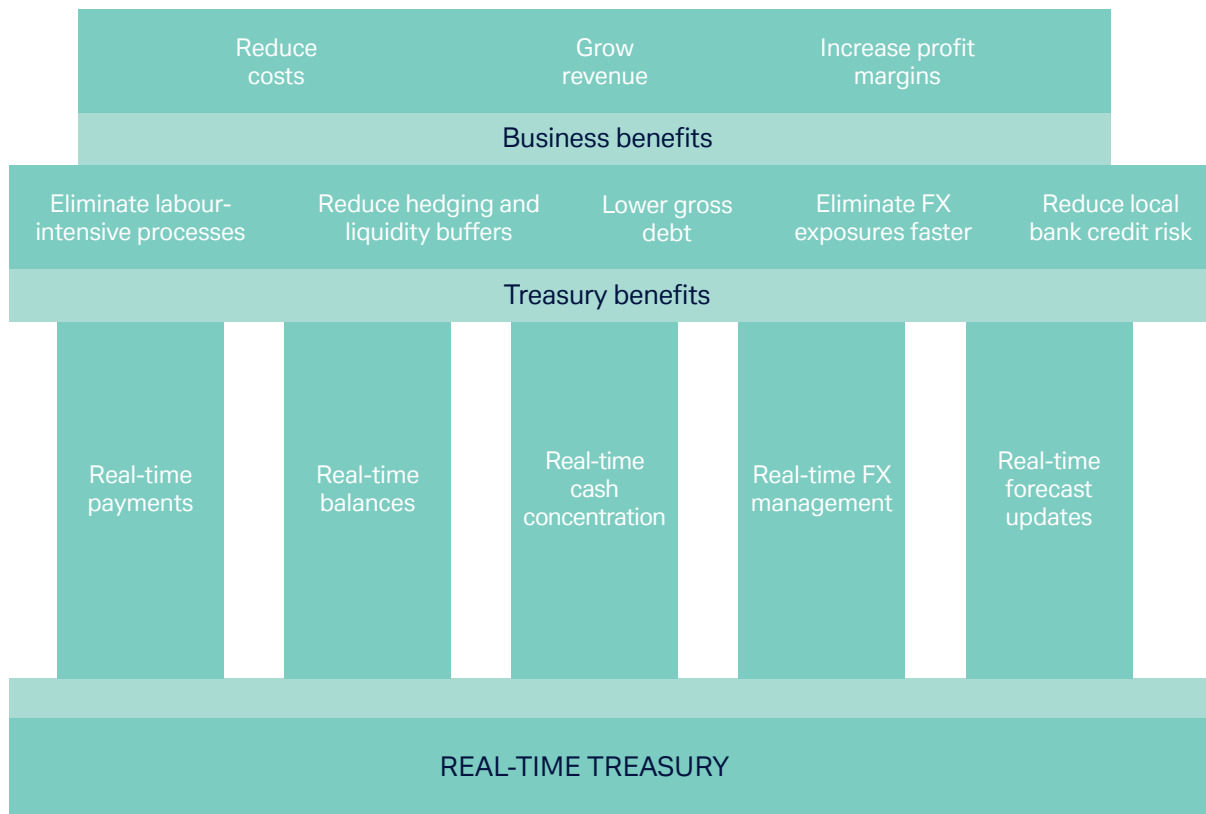 Reduce
costs
Grow
revenue
Increase profit
margins
Business benefits
Eliminate labour-
intensive processes
Reduce hedging and
liquidity buffers
Lower gross
debt
Eliminate FX
exposures faster
Reduce local
bank credit risk
Treasury benefits
Real-time
payments
Real-time
balances
Real-time
cash
concentration
Real-time FX
management
Real-time
forecast
updates
REAL-TIME TREASURY